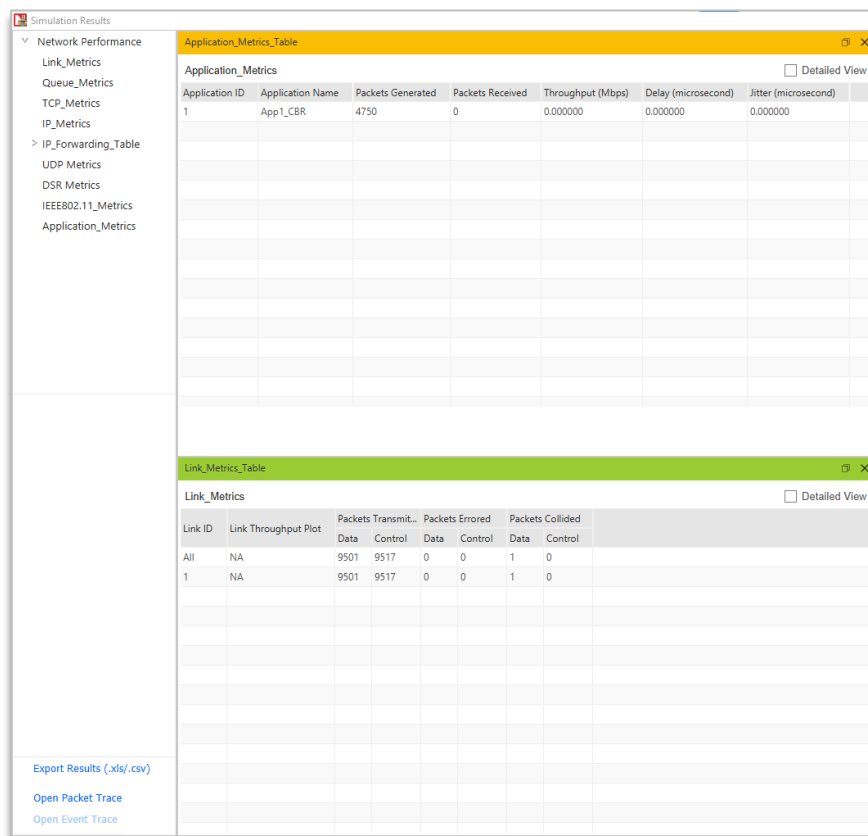 Simulation Results
Network Performance
Link_Metrics
Queue_Metrics
TCP_Metrics
IP_Metrics
IP_Forwarding_Table
UDP Metrics
DSR Metrics
IEEE802.11_Metrics
Application_Metrics
Export Results (.xls/.csv)
Open Packet Trace
Open Event Trace
Application_Metrics_Table
Application_Metrics Detailed View
Application ID Application Name Packets Generated Packets Received Throughput (Mbps) Delay (microsecond) Jitter (microsecond)
1 App1_CBR 4750 0 0.000000 0.000000 0.000000
Link_Metrics_Table
Link_Metrics Detailed View
Link ID Link Throughput Plot Packets Transmit... Packets Errored Packets Collided
Data Control Data Control Data Control
All NA 9501 9517 0 0 1 0
1 NA 9501 9517 0 0 1 0